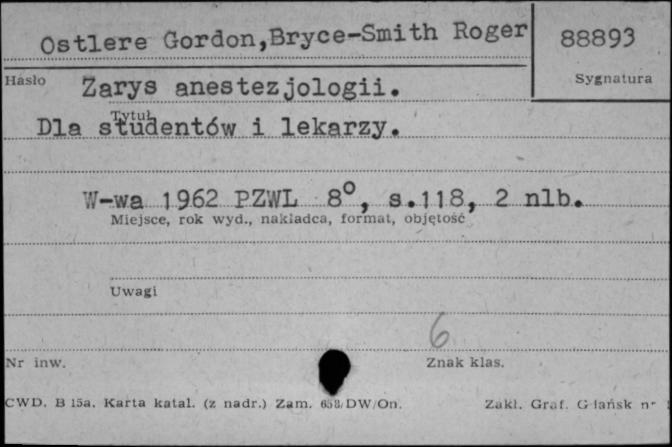 Ostlere Gordon,Bryce-Smith Roger
88893
Hasło
Sygnatura
Zarys anestezjologii.
Tytuł
Dla studentów i lekarzy.
W-wa 1962 PZWL 8°, s.118, 2 nlb.
Miejsce, rok wyd., nakładca, format, objętość
Uwagi
6
Nr inw.
Znak klas.
CWD. B 15a. Karta katal. (z nadr.) Zam. 658/DW/On.
Zakł. Graf. Gdańsk nr